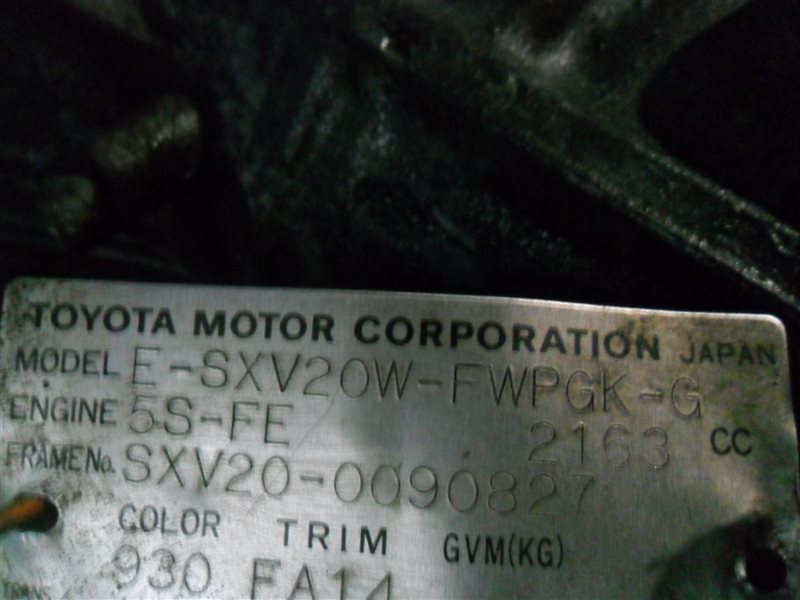 TOYOTA MOTOR CORPORATION JAPAN
MODEL E-SXV20W-FWPGK-G
ENGINE 5S-FE 2163 CC
FRAME No. SXV20-0090827
COLOR TRIM GVM(KG)
930 FA14
TRANS